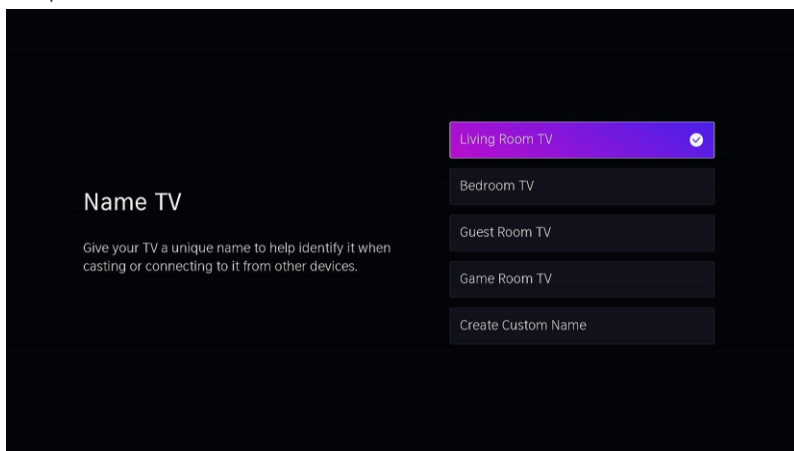 Name TV
Give your TV a unique name to help identify it when
casting or connecting to it from other devices.
Living Room TV
Bedroom TV
Guest Room TV
Game Room TV
Create Custom Name